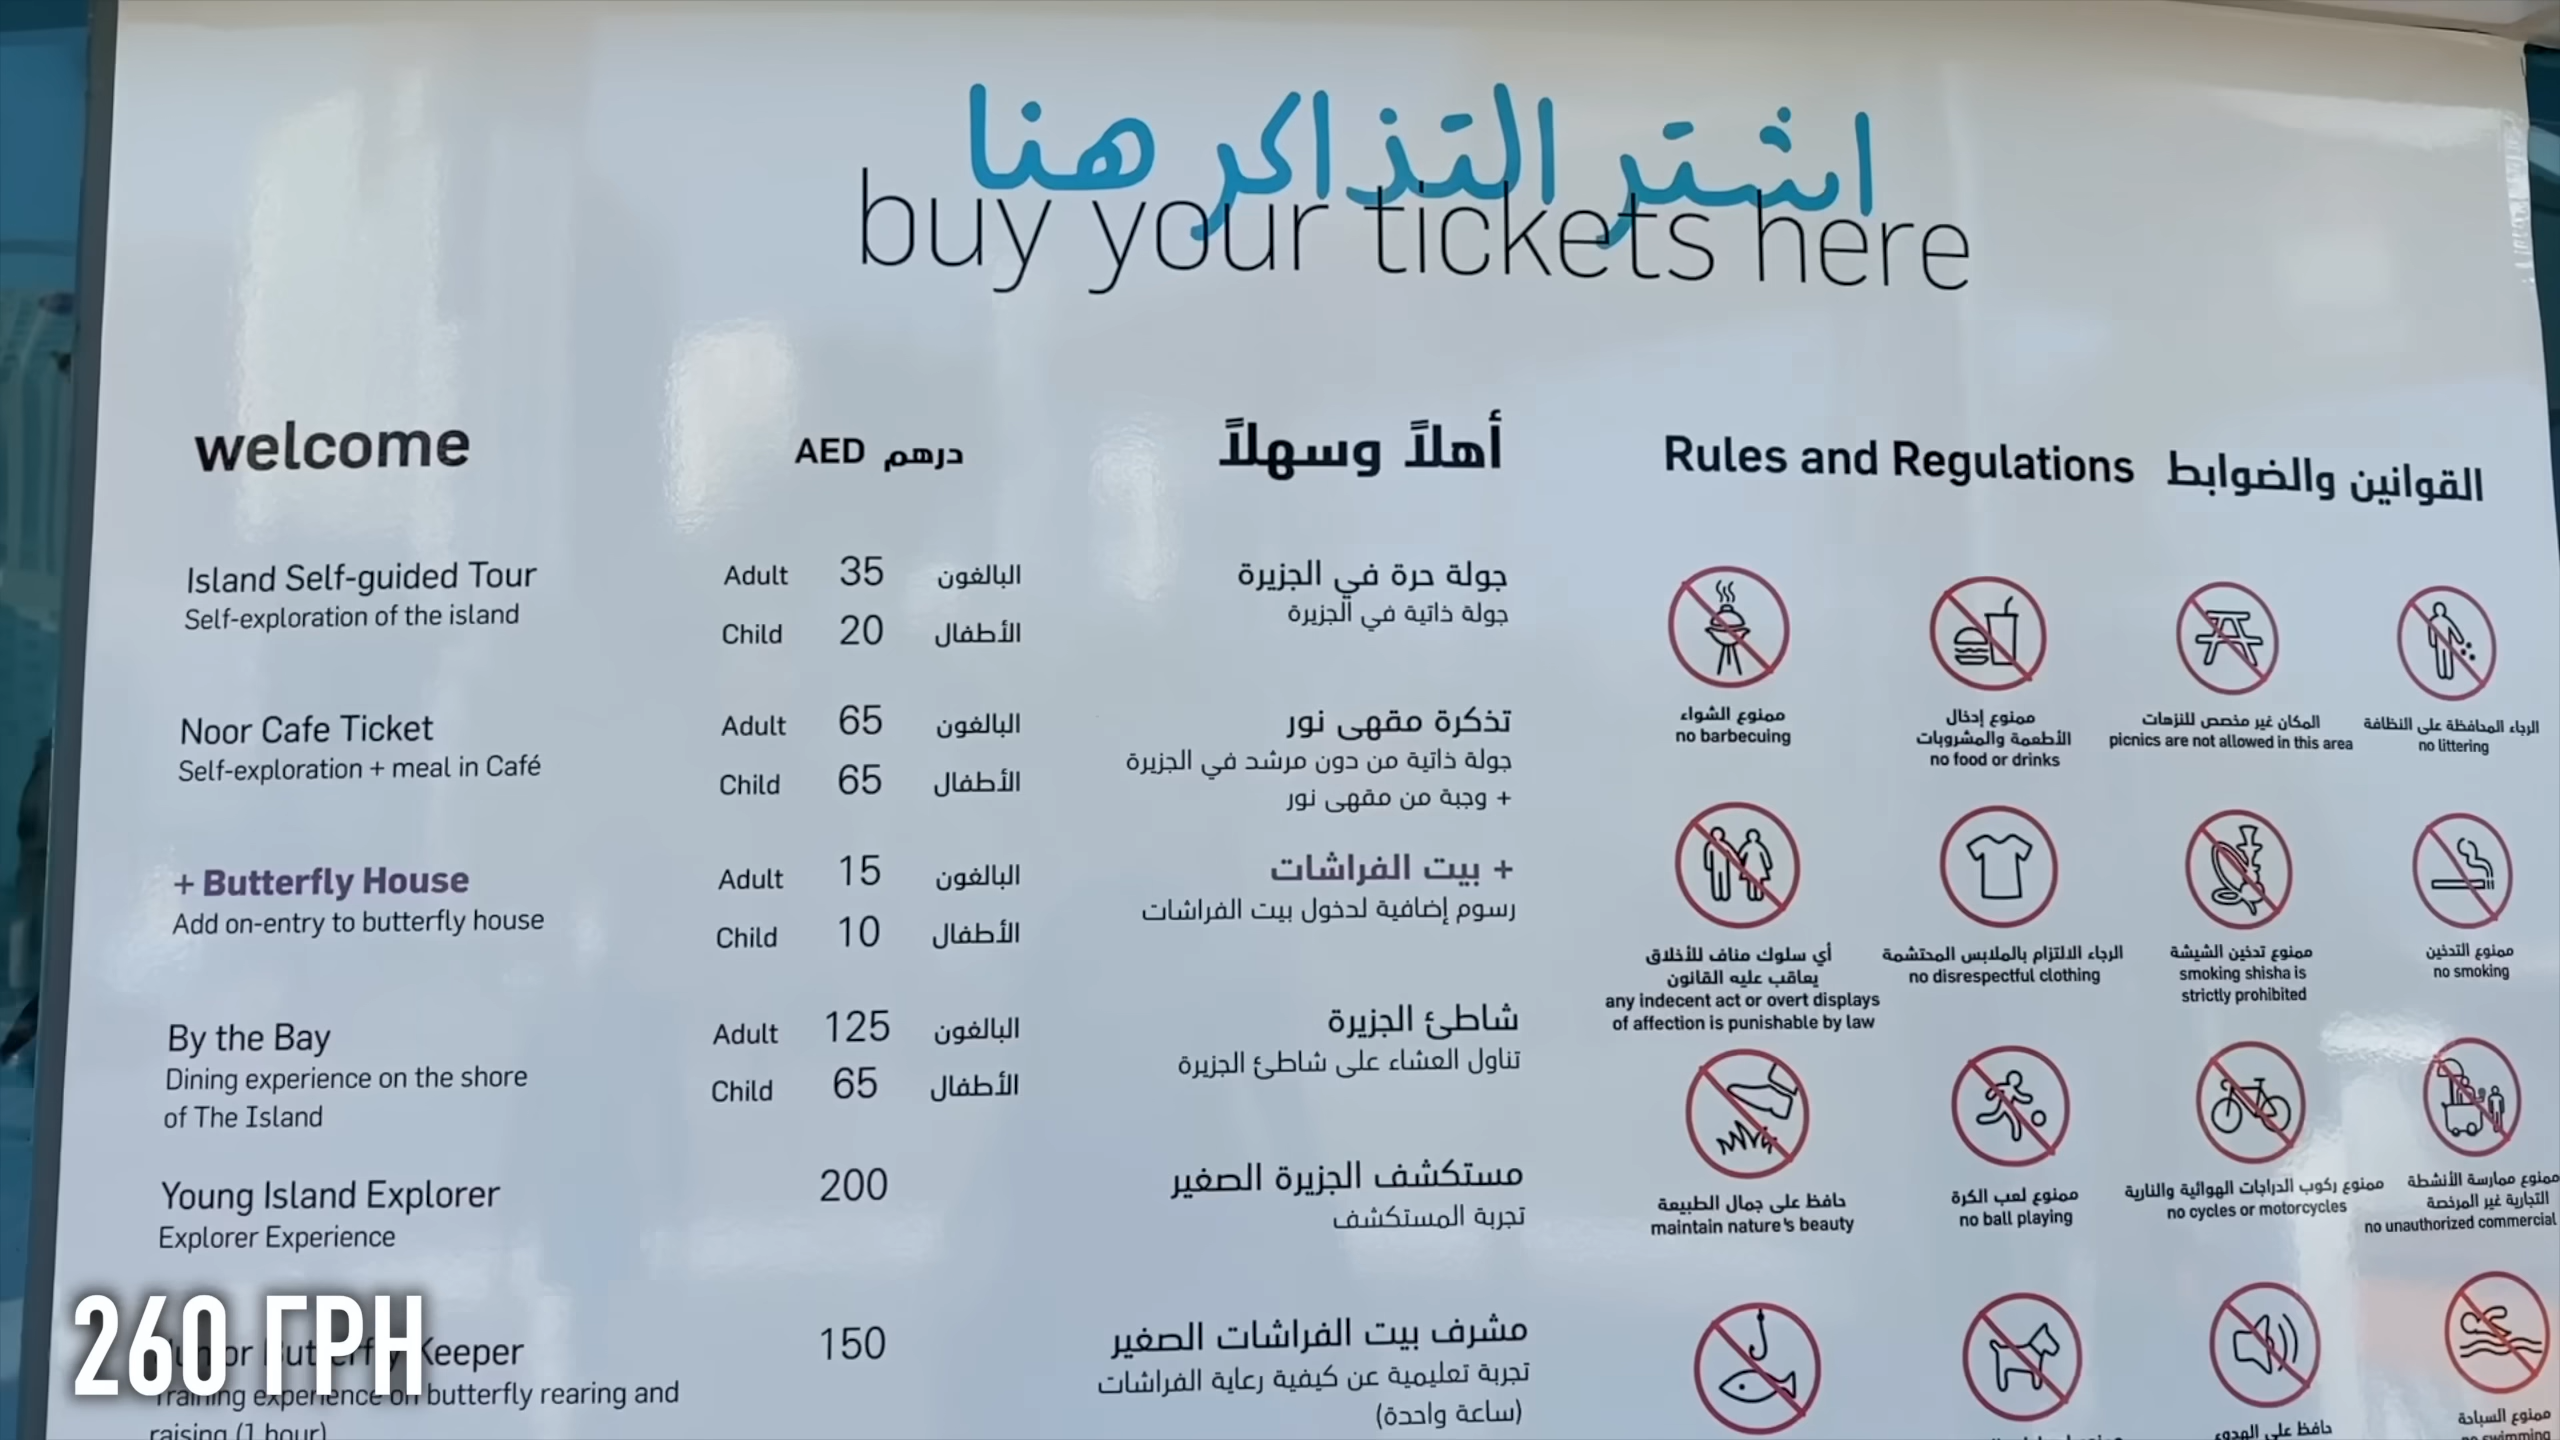 اشتر التذاكر هنا
buy your tickets here
welcome
AED درهم
أهلاً وسهلاً
Island Self-guided Tour
Self-exploration of the island
Adult 35 البالغون
Child 20 الأطفال
جولة حرة في الجزيرة
جولة ذاتية في الجزيرة
Noor Cafe Ticket
Self-exploration + meal in Café
Adult 65 البالغون
Child 65 الأطفال
تذكرة مقهى نور
جولة ذاتية من دون مرشد في الجزيرة
+ وجبة من مقهى نور
+ Butterfly House
Add on-entry to butterfly house
Adult 15 البالغون
Child 10 الأطفال
+ بيت الفراشات
رسوم إضافية لدخول بيت الفراشات
By the Bay
Dining experience on the shore
of The Island
Adult 125 البالغون
Child 65 الأطفال
شاطئ الجزيرة
تناول العشاء على شاطئ الجزيرة
Young Island Explorer
Explorer Experience
200
مستكشف الجزيرة الصغير
تجربة المستكشف
Keeper
Training experience on butterfly rearing and
raising (1 hour)
150
مشرف بيت الفراشات الصغير
تجربة تعليمية عن كيفية رعاية الفراشات
(ساعة واحدة)
Rules and Regulations القوانين والضوابط
ممنوع الشواء
no barbecuing
ممنوع إدخال
الأطعمة والمشروبات
no food or drinks
المكان غير مخصص للنزهات
picnics are not allowed in this area
الرجاء المحافظة على النظافة
no littering
أي سلوك مناف للأخلاق
يعاقب عليه القانون
any indecent act or overt displays
of affection is punishable by law
الرجاء الالتزام بالملابس المحتشمة
no disrespectful clothing
ممنوع تدخين الشيشة
smoking shisha is
strictly prohibited
ممنوع التدخين
no smoking
حافظ على جمال الطبيعة
maintain nature's beauty
ممنوع لعب الكرة
no ball playing
ممنوع ركوب الدراجات الهوائية والنارية
no cycles or motorcycles
ممنوع ممارسة الأنشطة
التجارية غير المرخصة
no unauthorized commercial
حافظ على الهدوء
ممنوع السباحة
no swimming
260 ГРН